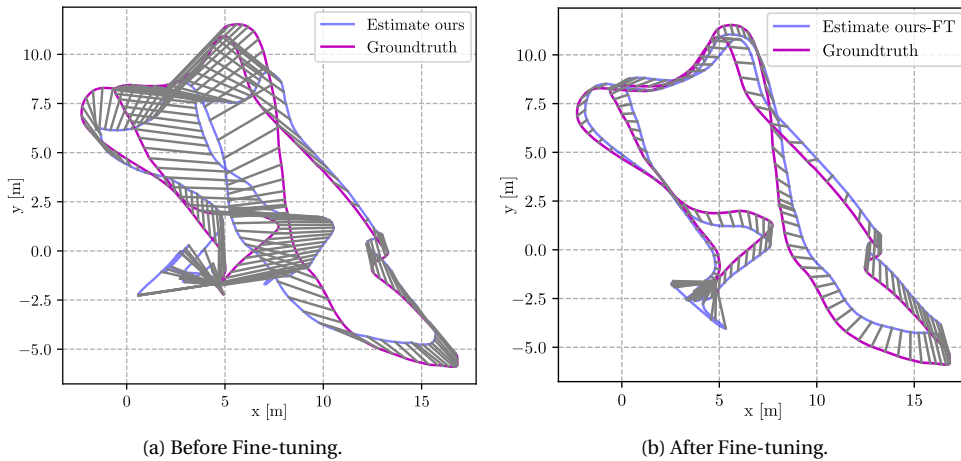 Estimate ours
Groundtruth
10.0
7.5
5.0
2.5
0.0
−2.5
−5.0
y [m]
0
5
10
15
x [m]
(a) Before Fine-tuning.
Estimate ours-FT
Groundtruth
10.0
7.5
5.0
2.5
0.0
−2.5
−5.0
y [m]
0
5
10
15
x [m]
(b) After Fine-tuning.